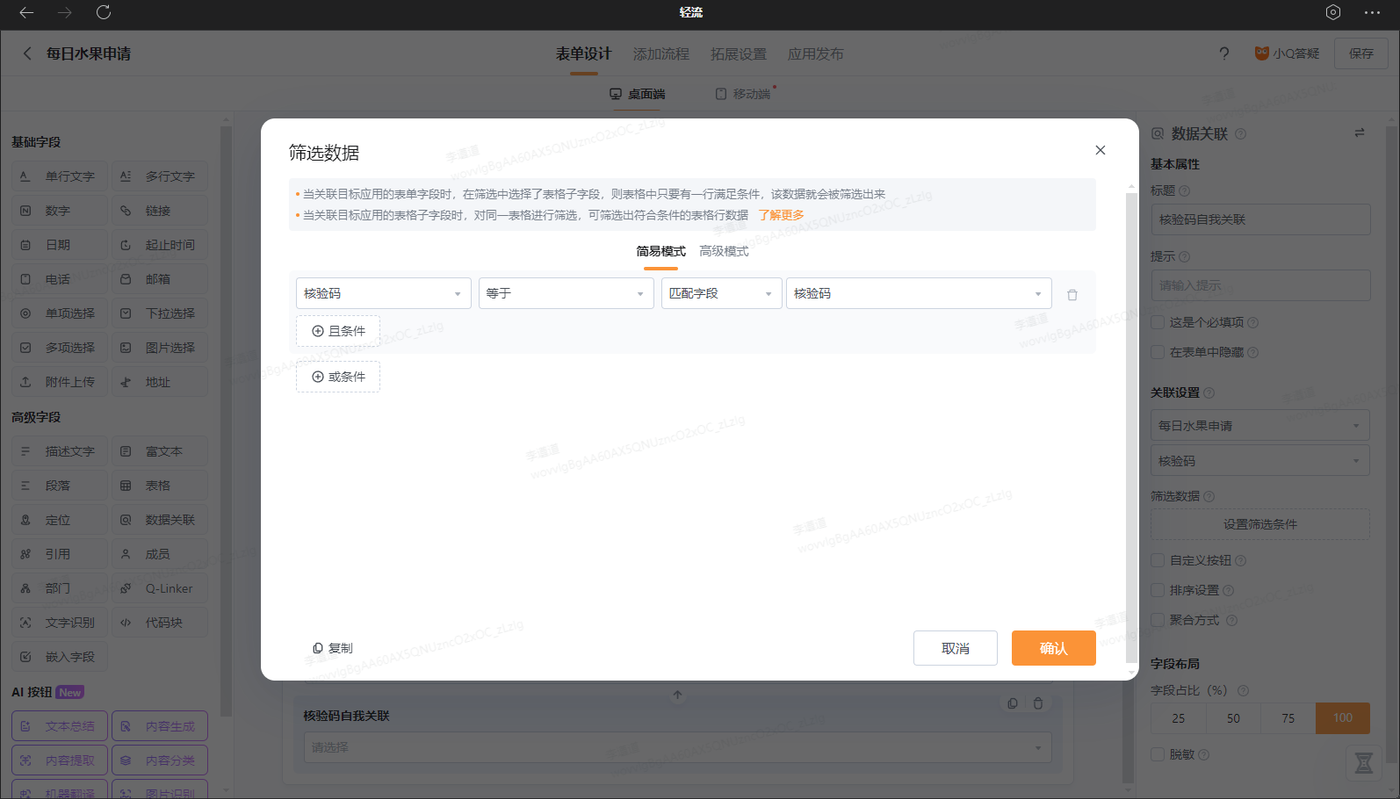 轻流
每日水果申请
表单设计 添加流程 拓展设置 应用发布
小Q答疑 保存
桌面端 移动端
基础字段
单行文字 多行文字
数字 链接
日期 起止时间
电话 邮箱
单项选择 下拉选择
多项选择 图片选择
附件上传 地址
高级字段
描述文字 富文本
段落 表格
定位 数据关联
引用 成员
部门 Q-Linker
文字识别 代码块
嵌入字段
AI 按钮 New
文本总结 内容生成
内容提取 内容分类
机器翻译 图片识别
筛选数据
• 当关联目标应用的表单字段时，在筛选中选择了表格子字段，则表格中只要有一行满足条件，该数据就会被筛选出来
• 当关联目标应用的表格子字段时，对同一表格进行筛选，可筛选出符合条件的表格行数据 了解更多
简易模式 高级模式
核验码 等于 匹配字段 核验码
且条件
或条件
复制 取消 确认
核验码自我关联
请选择
数据关联
基本属性
标题
核验码自我关联
提示
请输入提示
这是个必填项
在表单中隐藏
关联设置
每日水果申请
核验码
筛选数据
设置筛选条件
自定义按钮
排序设置
聚合方式
字段布局
字段占比（%）
25 50 75 100
脱敏